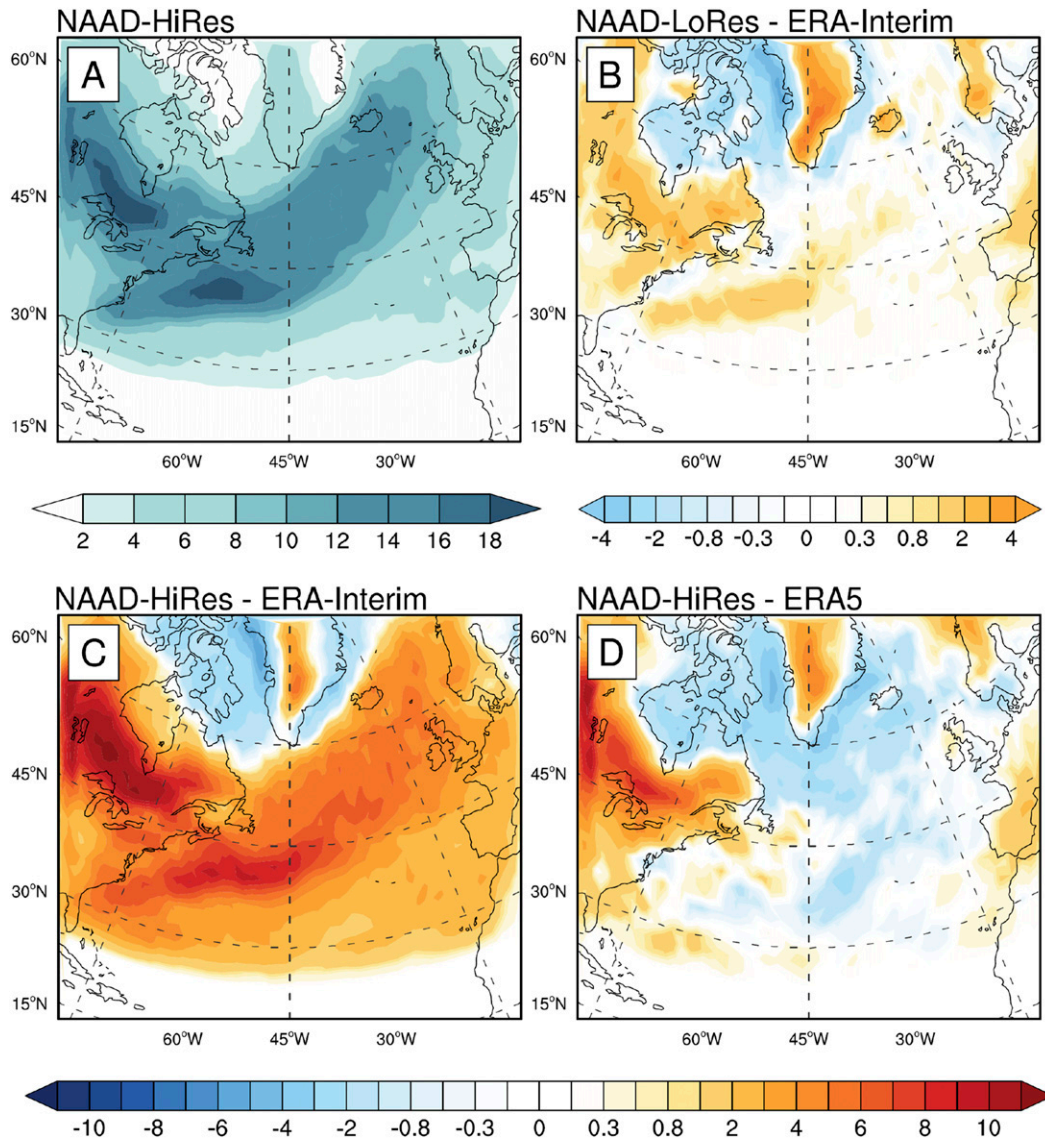 NAAD-HiRes
NAAD-LoRes - ERA-Interim
A
B
60°N
60°N
45°N
45°N
30°N
30°N
15°N
15°N
60°W 45°W 30°W
60°W 45°W 30°W
2 4 6 8 10 12 14 16 18
-4 -2 -0.8 -0.3 0 0.3 0.8 2 4
NAAD-HiRes - ERA-Interim
NAAD-HiRes - ERA5
C
D
60°N
60°N
45°N
45°N
30°N
30°N
15°N
15°N
60°W 45°W 30°W
60°W 45°W 30°W
-10 -8 -6 -4 -2 -0.8 -0.3 0 0.3 0.8 2 4 6 8 10